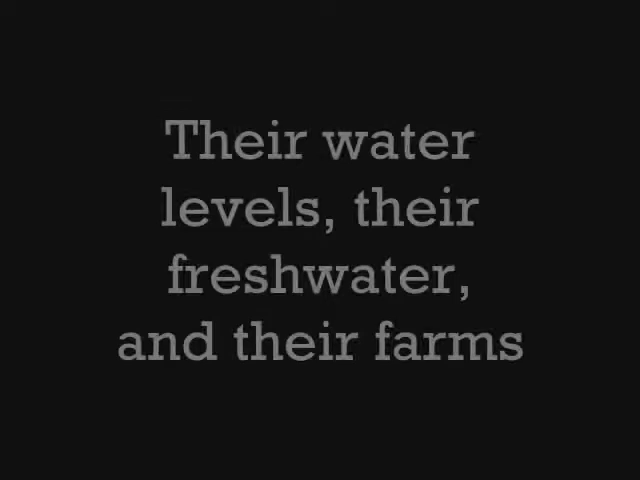 Their water
levels, their
freshwater,
and their farms